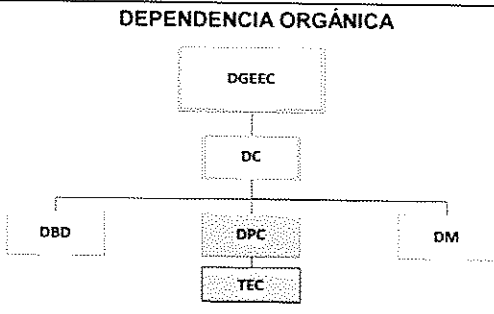 DEPENDENCIA ORGÁNICA
DGEEC
DC
DBD DPC DM
TEC